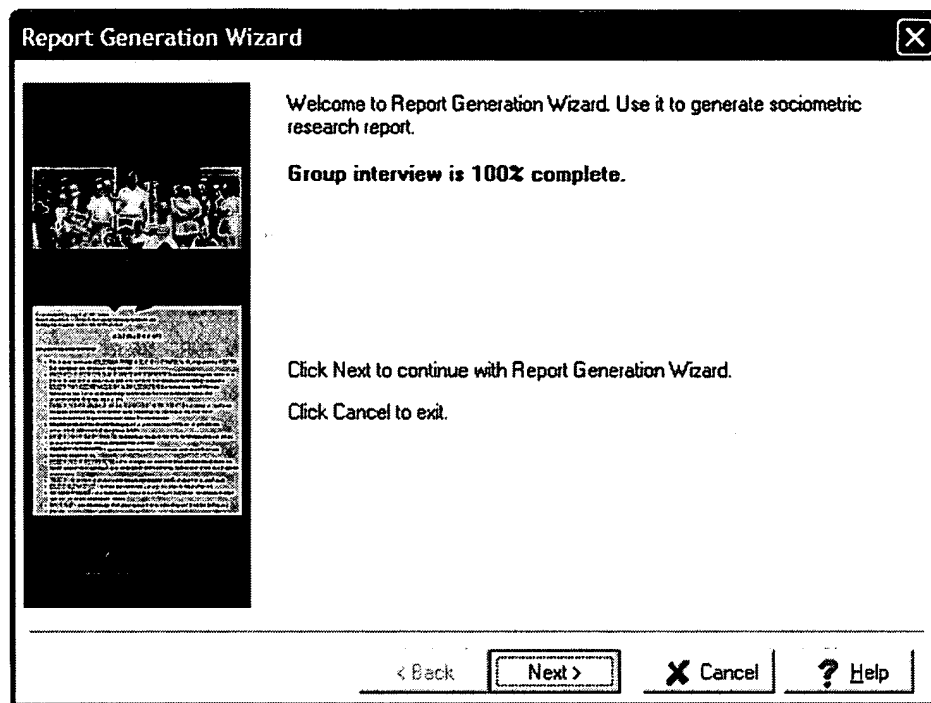 Report Generation Wizard
Welcome to Report Generation Wizard. Use it to generate sociometric
research report.
Group interview is 100% complete.
Click Next to continue with Report Generation Wizard.
Click Cancel to exit.
< Back
Next >
Cancel
Help